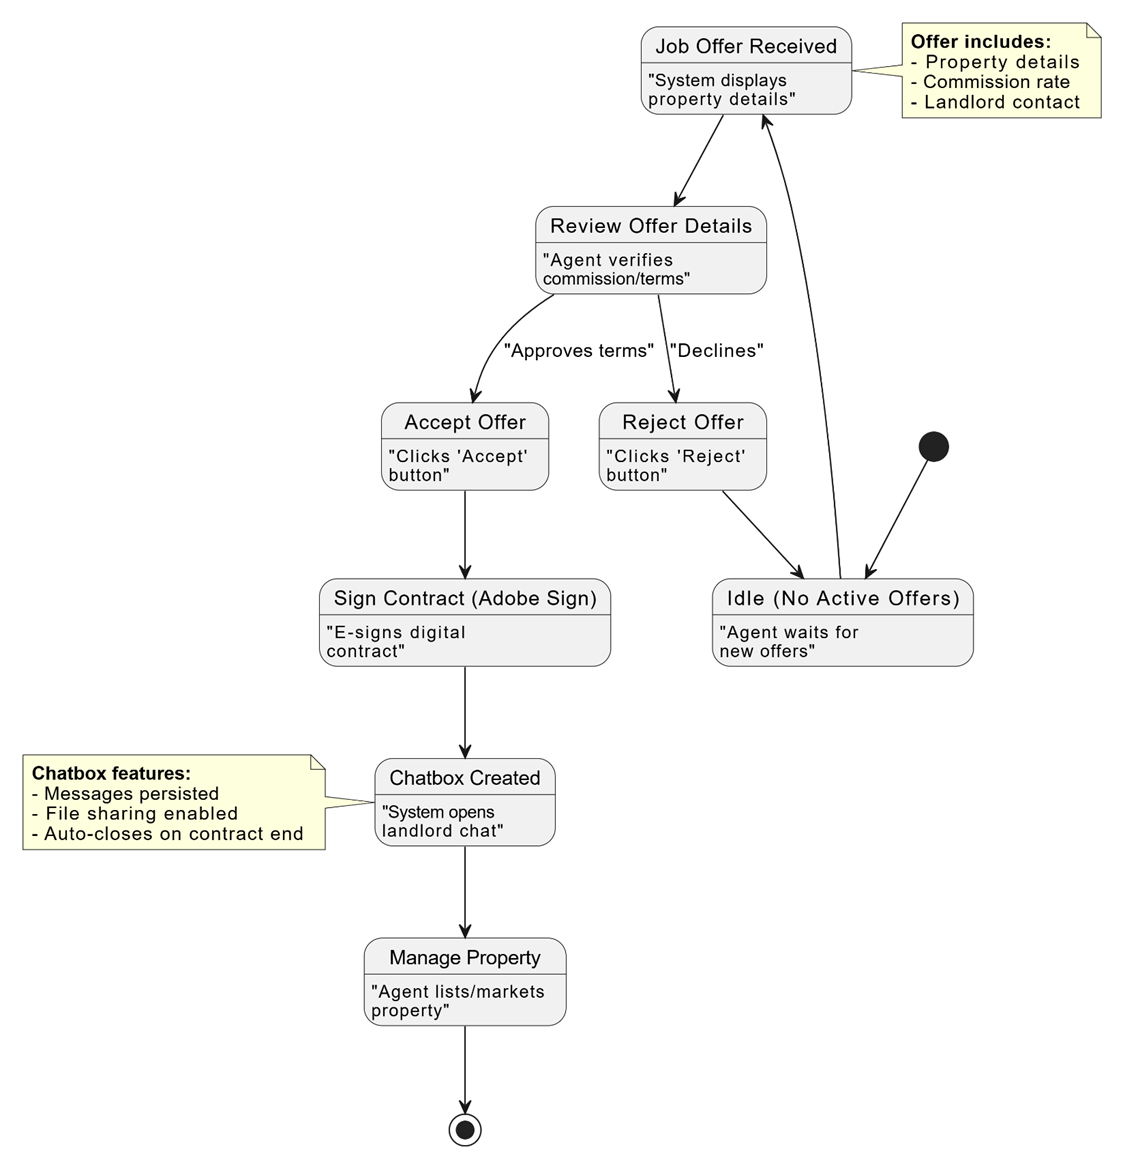 Job Offer Received
"System displays
property details"
Offer includes:
- Property details
- Commission rate
- Landlord contact
Review Offer Details
"Agent verifies
commission/terms"
"Approves terms"
"Declines"
Accept Offer
"Clicks 'Accept'
button"
Reject Offer
"Clicks 'Reject'
button"
Sign Contract (Adobe Sign)
"E-signs digital
contract"
Idle (No Active Offers)
"Agent waits for
new offers"
Chatbox features:
- Messages persisted
- File sharing enabled
- Auto-closes on contract end
Chatbox Created
"System opens
landlord chat"
Manage Property
"Agent lists/markets
property"